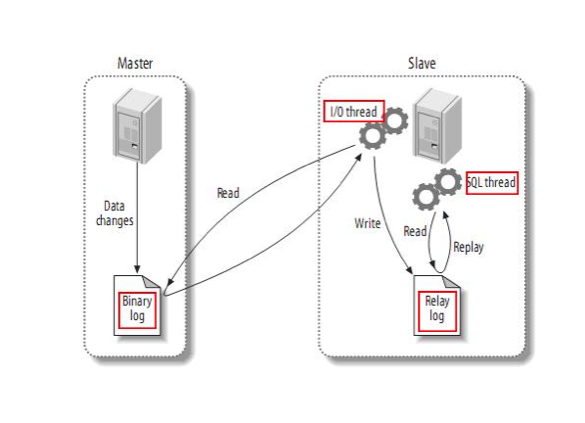 Master
Slave
I/O thread
SQL thread
Data
changes
Read
Write
Read
Replay
Binary
log
Relay
log